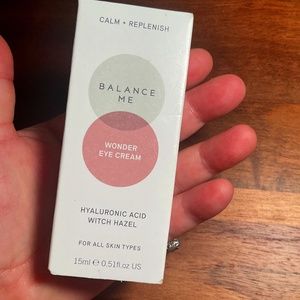 CALM + REPLENISH
BALANCE
ME
WONDER
EYE CREAM
HYALURONIC ACID
WITCH HAZEL
FOR ALL SKIN TYPES
15ml ℮ 0.51fl.oz US